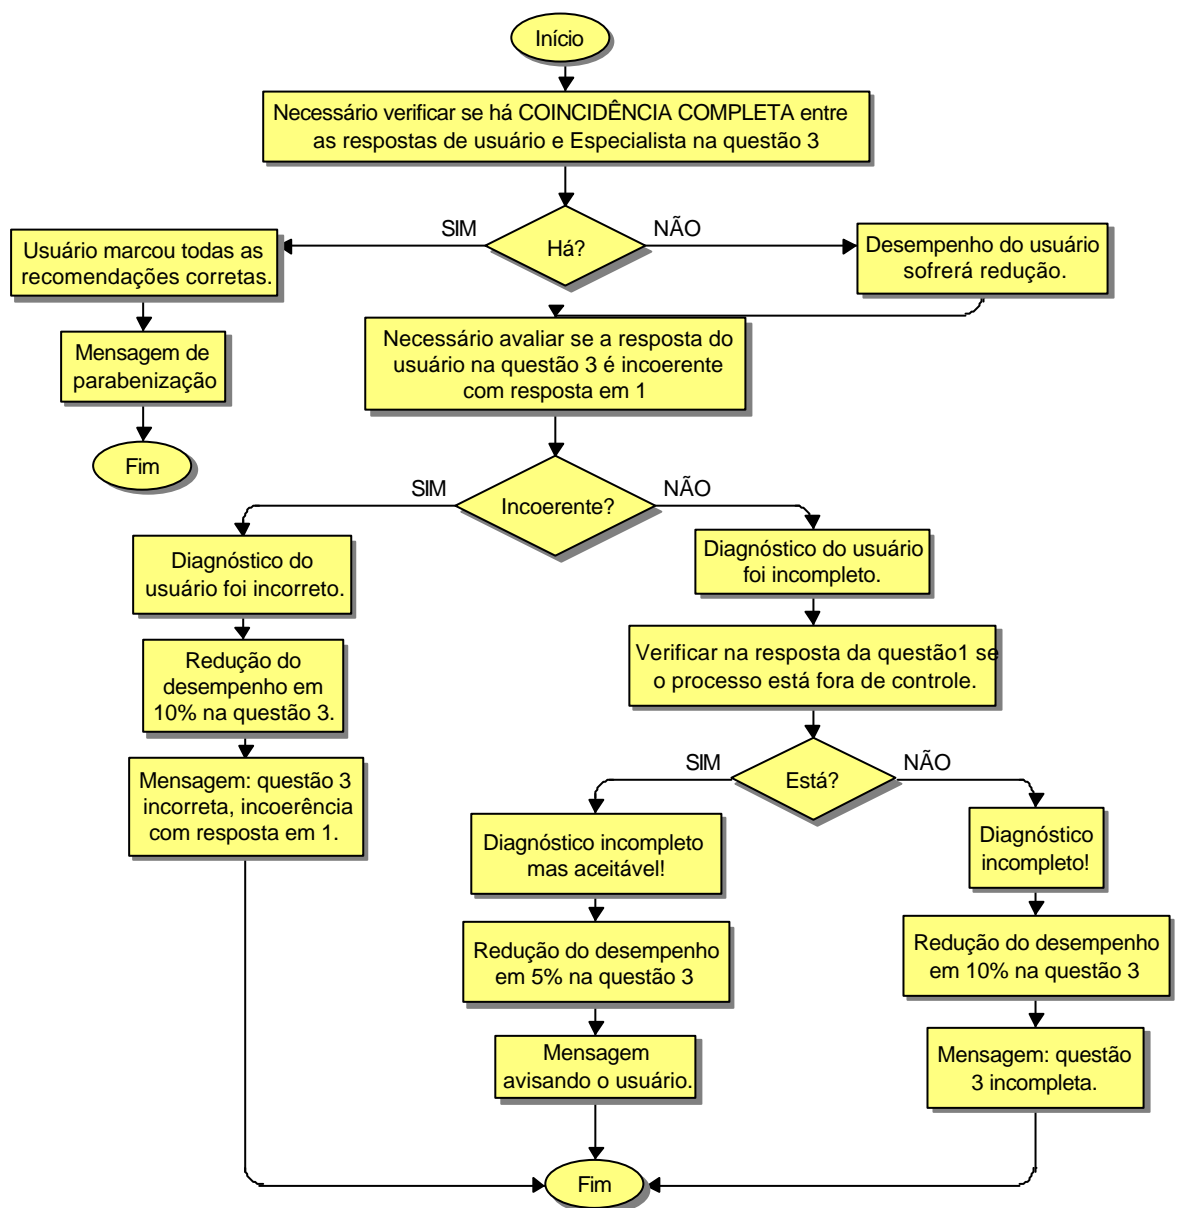 Início
Necessário verificar se há COINCIDÊNCIA COMPLETA entre
as respostas de usuário e Especialista na questão 3
SIM
NÃO
Há?
Usuário marcou todas as
recomendações corretas.
Desempenho do usuário
sofrerá redução.
Mensagem de
parabenização
Fim
Necessário avaliar se a resposta do
usuário na questão 3 é incoerente
com resposta em 1
SIM
NÃO
Incoerente?
Diagnóstico do
usuário foi incorreto.
Diagnóstico do usuário
foi incompleto.
Redução do
desempenho em
10% na questão 3.
Verificar na resposta da questão1 se
o processo está fora de controle.
Mensagem: questão 3
incorreta, incoerência
com resposta em 1.
SIM
NÃO
Está?
Diagnóstico incompleto
mas aceitável!
Diagnóstico
incompleto!
Redução do desempenho
em 5% na questão 3
Redução do desempenho
em 10% na questão 3
Mensagem
avisando o usuário.
Mensagem: questão
3 incompleta.
Fim